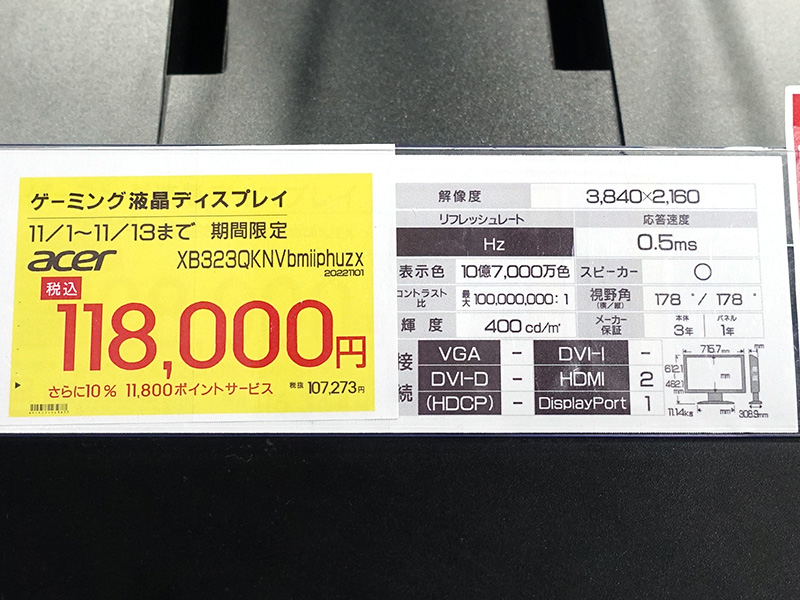 ゲーミング液晶ディスプレイ
11/1~11/13まで 期間限定
acer XB323QKNVbmiiphuzx
20221101
税込
118,000円
さらに10% 11,800ポイントサービス 税抜 107,273円
解像度 3,840×2,160
リフレッシュレート 応答速度
Hz 0.5ms
表示色 10億7,000万色 スピーカー ○
コントラスト比 最大 100,000,000:1 視野角(横/縦) 178°/178°
輝度 400cd/㎡ メーカー保証 本体 3年 パネル 1年
接続 VGA - DVI-I -
DVI-D - HDMI 2
(HDCP) - DisplayPort 1
715.7mm mm
612.1
482.1
mm
11.14kg mm 308.9mm